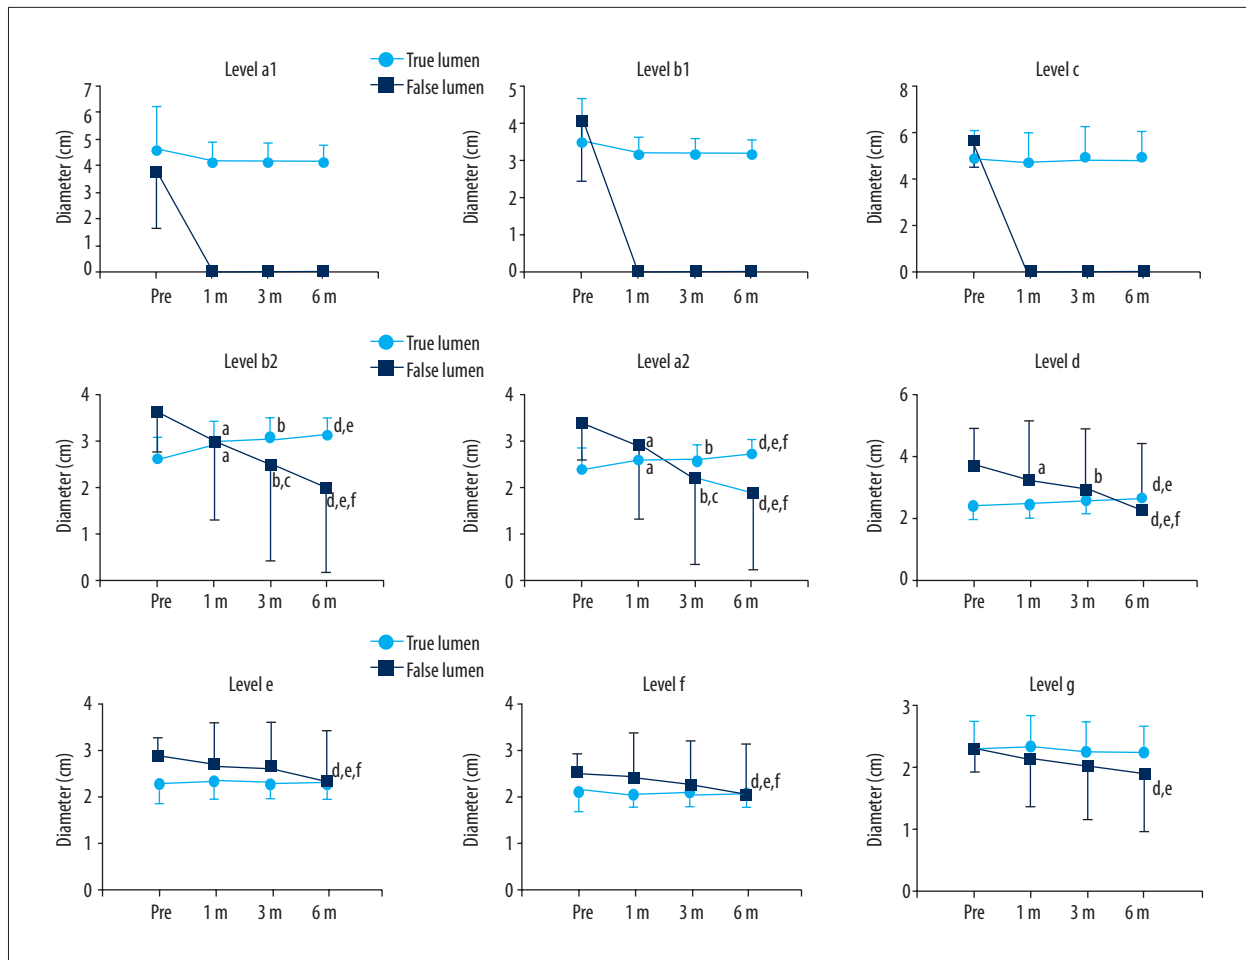 True lumen
False lumen
Level a1
Diameter (cm)
7
6
5
4
3
2
1
0
Pre 1 m 3 m 6 m
Level b1
Diameter (cm)
5
4
3
2
1
0
Pre 1 m 3 m 6 m
Level c
Diameter (cm)
8
6
4
2
0
Pre 1 m 3 m 6 m
True lumen
False lumen
Level b2
Diameter (cm)
4
3
2
1
0
a
a
b
b,c
d,e
d,e,f
Pre 1 m 3 m 6 m
Level a2
Diameter (cm)
4
3
2
1
0
a
a
b
b,c
d,e,f
d,e,f
Pre 1 m 3 m 6 m
Level d
Diameter (cm)
6
4
2
0
a
b
d,e
d,e,f
Pre 1 m 3 m 6 m
True lumen
False lumen
Level e
Diameter (cm)
4
3
2
1
0
d,e,f
Pre 1 m 3 m 6 m
Level f
Diameter (cm)
4
3
2
1
0
d,e,f
Pre 1 m 3 m 6 m
Level g
Diameter (cm)
3
2
1
0
d,e
Pre 1 m 3 m 6 m